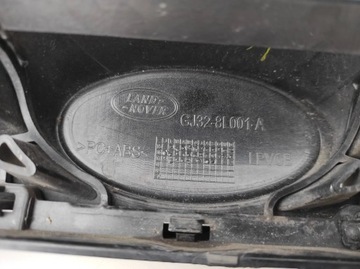 LAND-
ROVER
GJ32-8L001-A
>PC+ABS<